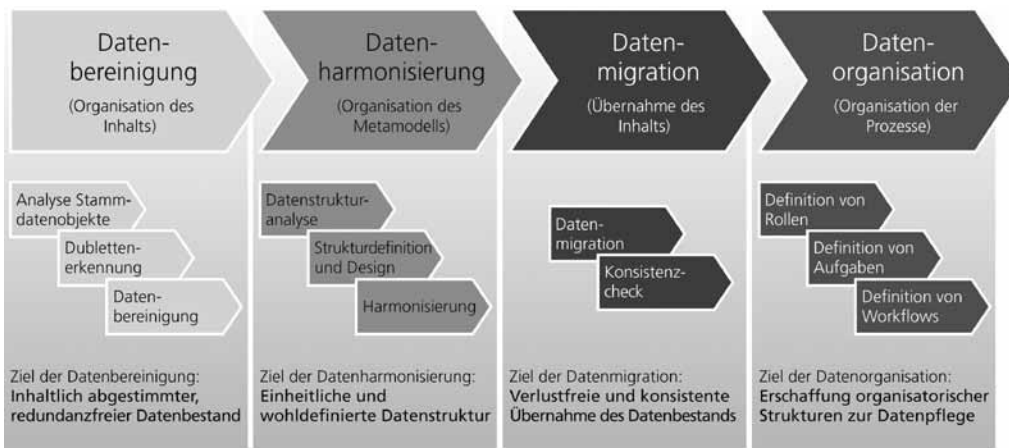 Daten-
bereinigung
(Organisation des
Inhalts)
Analyse Stamm-
datenobjekte
Dubletten-
erkennung
Daten-
bereinigung
Ziel der Datenbereinigung:
Inhaltlich abgestimmter,
redundanzfreier Datenbestand
Daten-
harmonisierung
(Organisation des
Metamodells)
Datenstruktur-
analyse
Strukturdefinition
und Design
Harmonisierung
Ziel der Datenharmonisierung:
Einheitliche und
wohldefinierte Datenstruktur
Daten-
migration
(Übernahme des
Inhalts)
Daten-
migration
Konsistenz-
check
Ziel der Datenmigration:
Verlustfreie und konsistente
Übernahme des Datenbestands
Daten-
organisation
(Organisation der
Prozesse)
Definition von
Rollen
Definition von
Aufgaben
Definition von
Workflows
Ziel der Datenorganisation:
Erschaffung organisatorischer
Strukturen zur Datenpflege